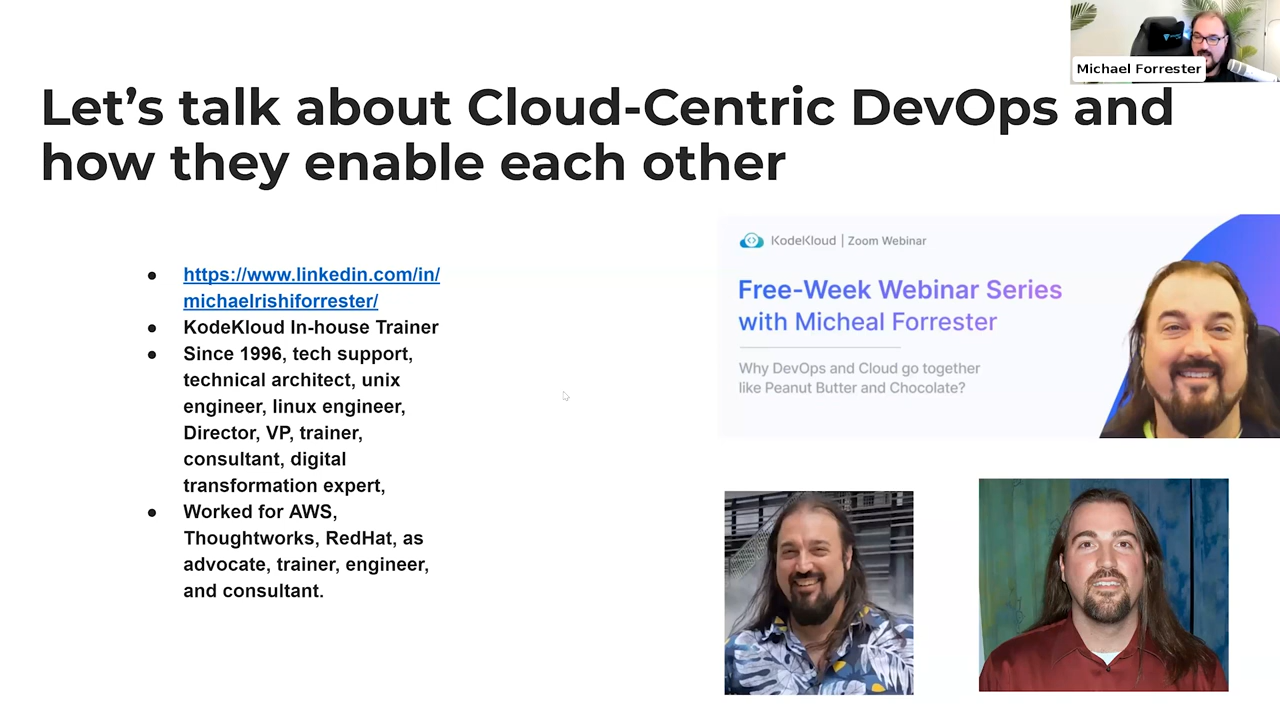 Michael Forrester
Let’s talk about Cloud-Centric DevOps and
how they enable each other
● https://www.linkedin.com/in/
michaelrishiforrester/
● KodeKloud In-house Trainer
● Since 1996, tech support,
technical architect, unix
engineer, linux engineer,
Director, VP, trainer,
consultant, digital
transformation expert,
● Worked for AWS,
Thoughtworks, RedHat, as
advocate, trainer, engineer,
and consultant.
KodeKloud | Zoom Webinar
Free-Week Webinar Series
with Micheal Forrester
Why DevOps and Cloud go together
like Peanut Butter and Chocolate?